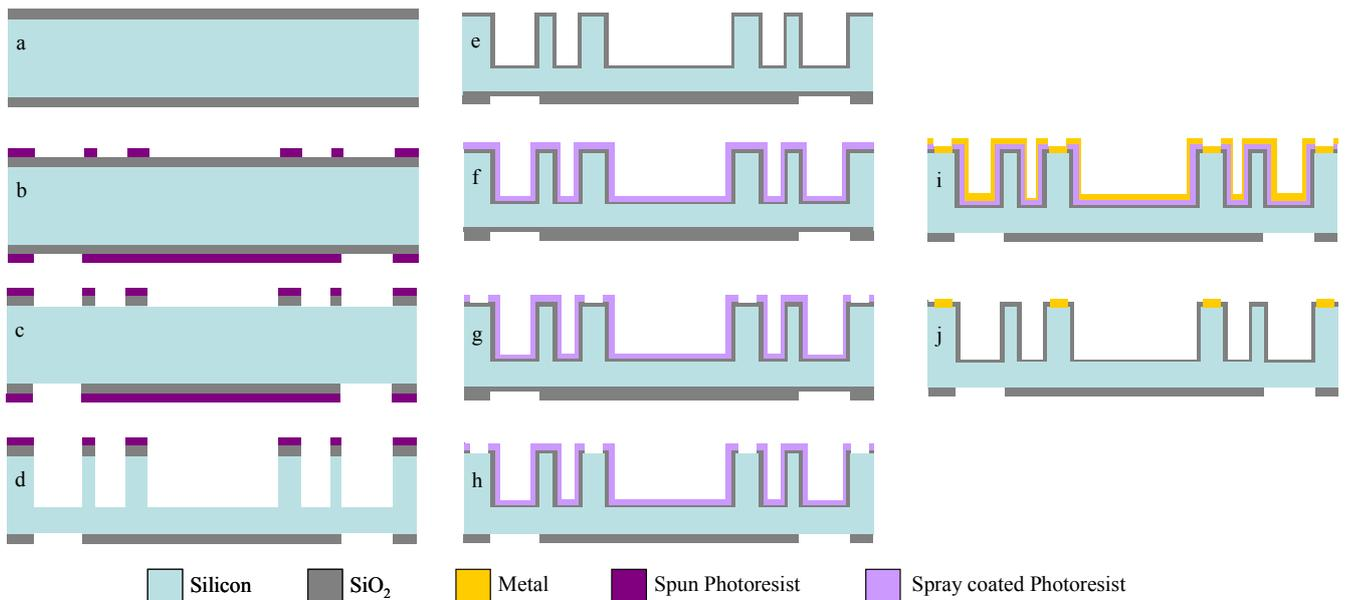 a
b
c
d
e
f
g
h
i
j
Silicon
SiO2
Metal
Spun Photoresist
Spray coated Photoresist